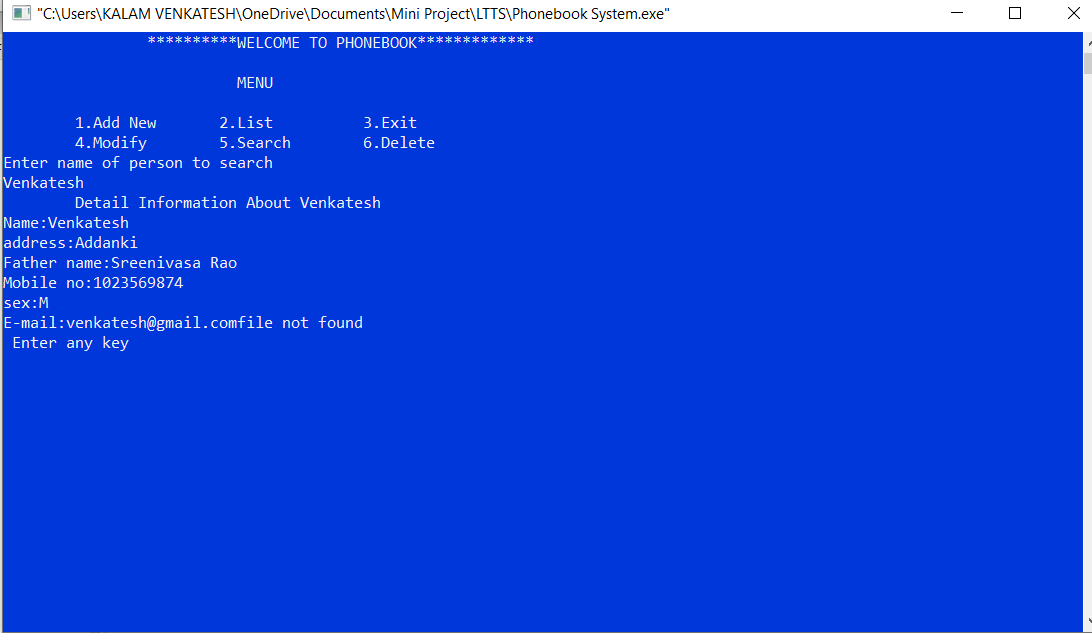 "C:\Users\KALAM VENKATESH\OneDrive\Documents\Mini Project\LTTS\Phonebook System.exe"
**********WELCOME TO PHONEBOOK*************
MENU
1.Add New 2.List 3.Exit
4.Modify 5.Search 6.Delete
Enter name of person to search
Venkatesh
Detail Information About Venkatesh
Name:Venkatesh
address:Addanki
Father name:Sreenivasa Rao
Mobile no:1023569874
sex:M
E-mail:venkatesh@gmail.comfile not found
Enter any key